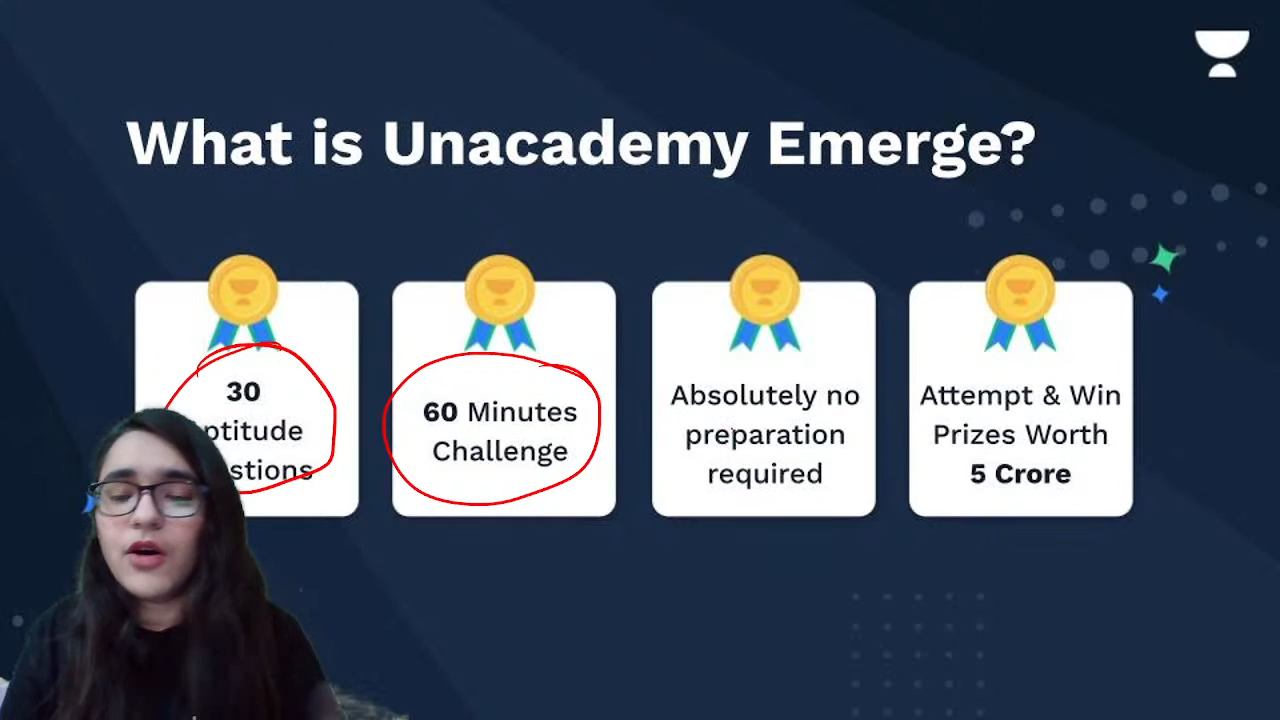 What is Unacademy Emerge?
30
ptitude
stions
60 Minutes
Challenge
Absolutely no
preparation
required
Attempt & Win
Prizes Worth
5 Crore